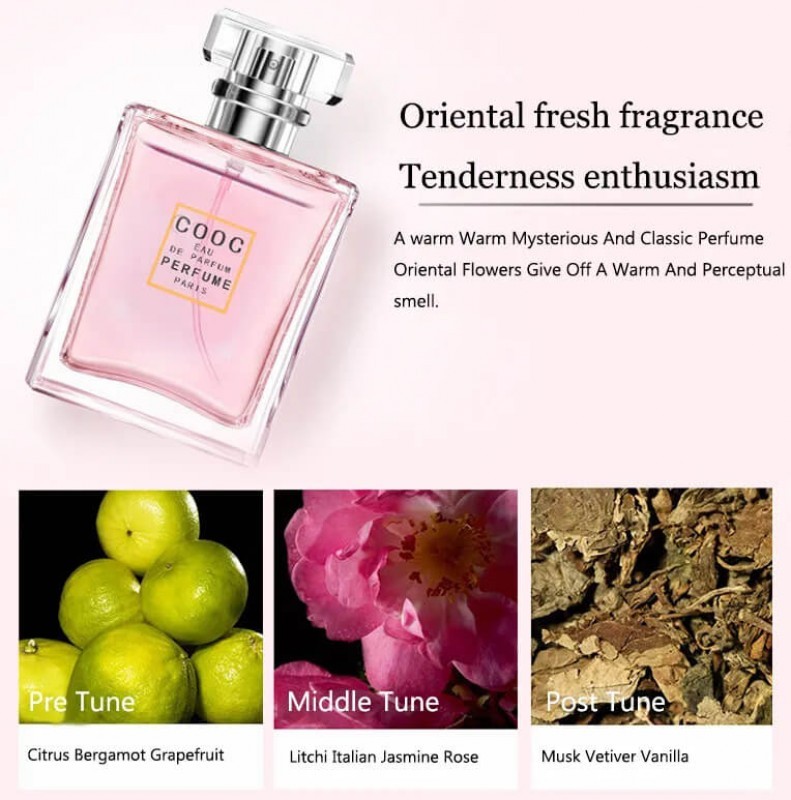 Oriental fresh fragrance
Tenderness enthusiasm
A warm Warm Mysterious And Classic Perfume
Oriental Flowers Give Off A Warm And Perceptual
smell.
COOC
EAU
DE PARFUM
PERFUME
PARIS
Pre Tune
Middle Tune
Post Tune
Citrus Bergamot Grapefruit
Litchi Italian Jasmine Rose
Musk Vetiver Vanilla